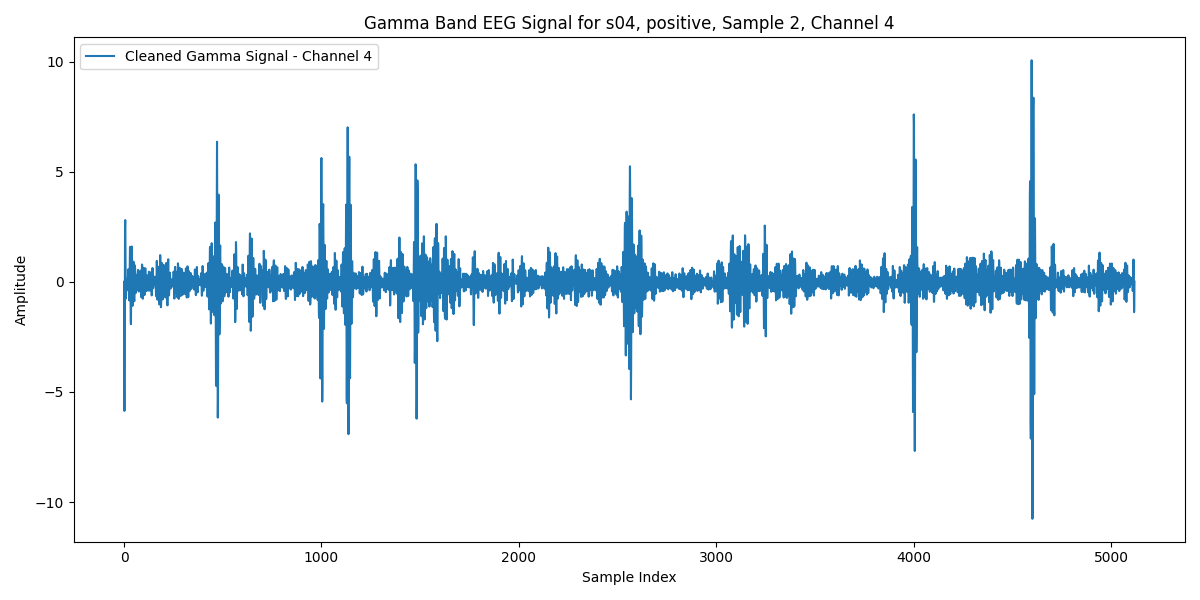 Gamma Band EEG Signal for s04, positive, Sample 2, Channel 4
Cleaned Gamma Signal - Channel 4
10
5
0
−5
−10
Amplitude
0 1000 2000 3000 4000 5000
Sample Index